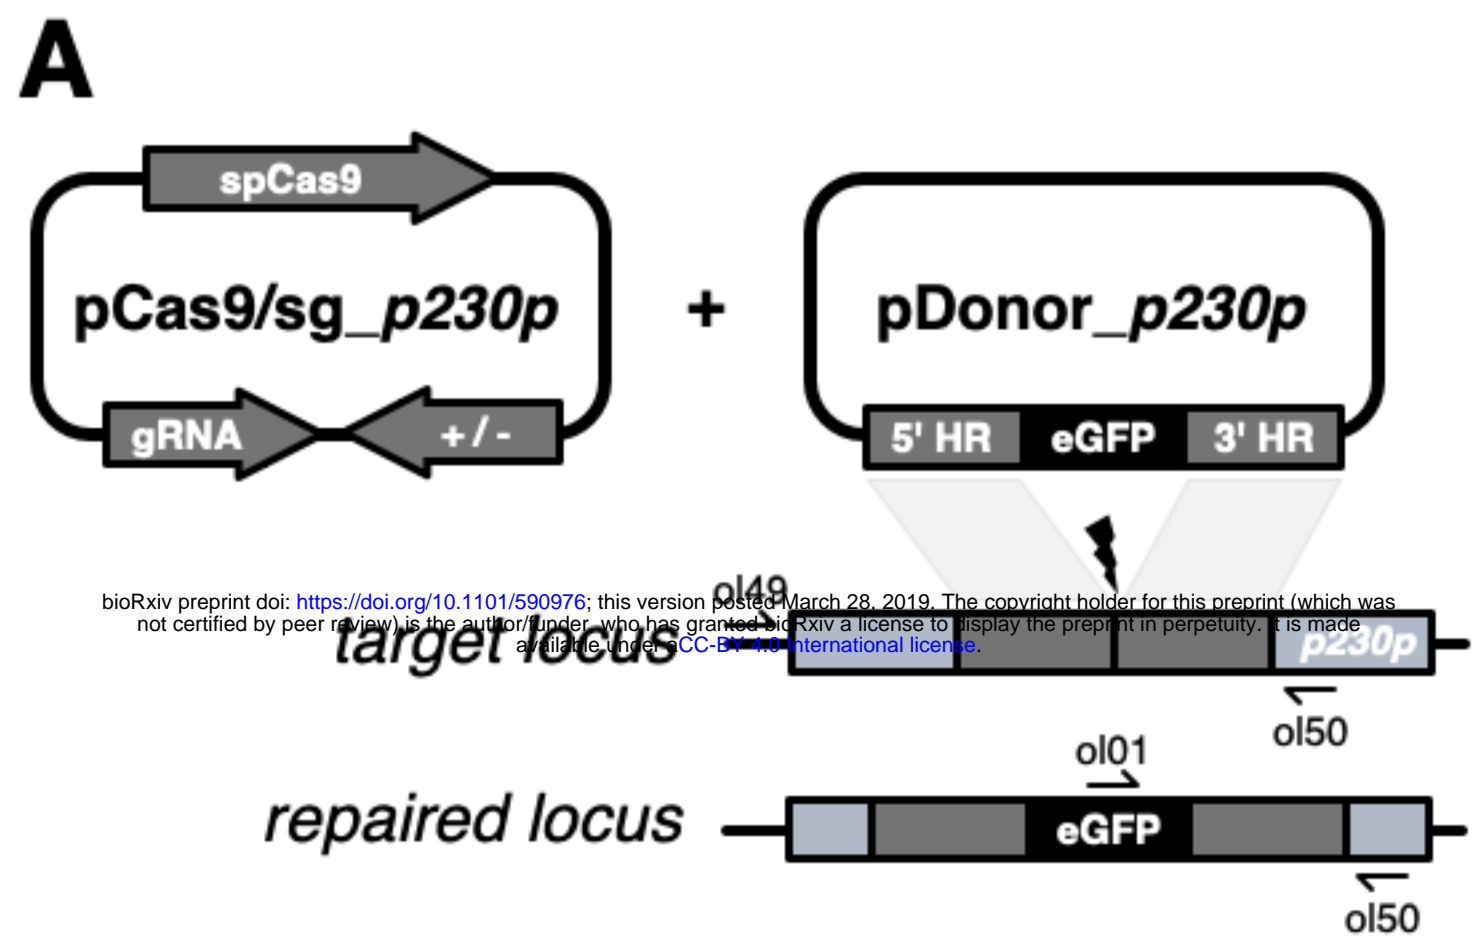 A
spCas9
pCas9/sg_p230p
+
pDonor_p230p
gRNA
+/-
5' HR
eGFP
3' HR
ol49
bioRxiv preprint doi: https://doi.org/10.1101/590976; this version posted March 28, 2019. The copyright holder for this preprint (which was
not certified by peer review) is the author/funder, who has granted bioRxiv a license to display the preprint in perpetuity. It is made
available under aCC-BY 4.0 International license.
target locus
p230p
ol50
ol01
repaired locus
eGFP
ol50